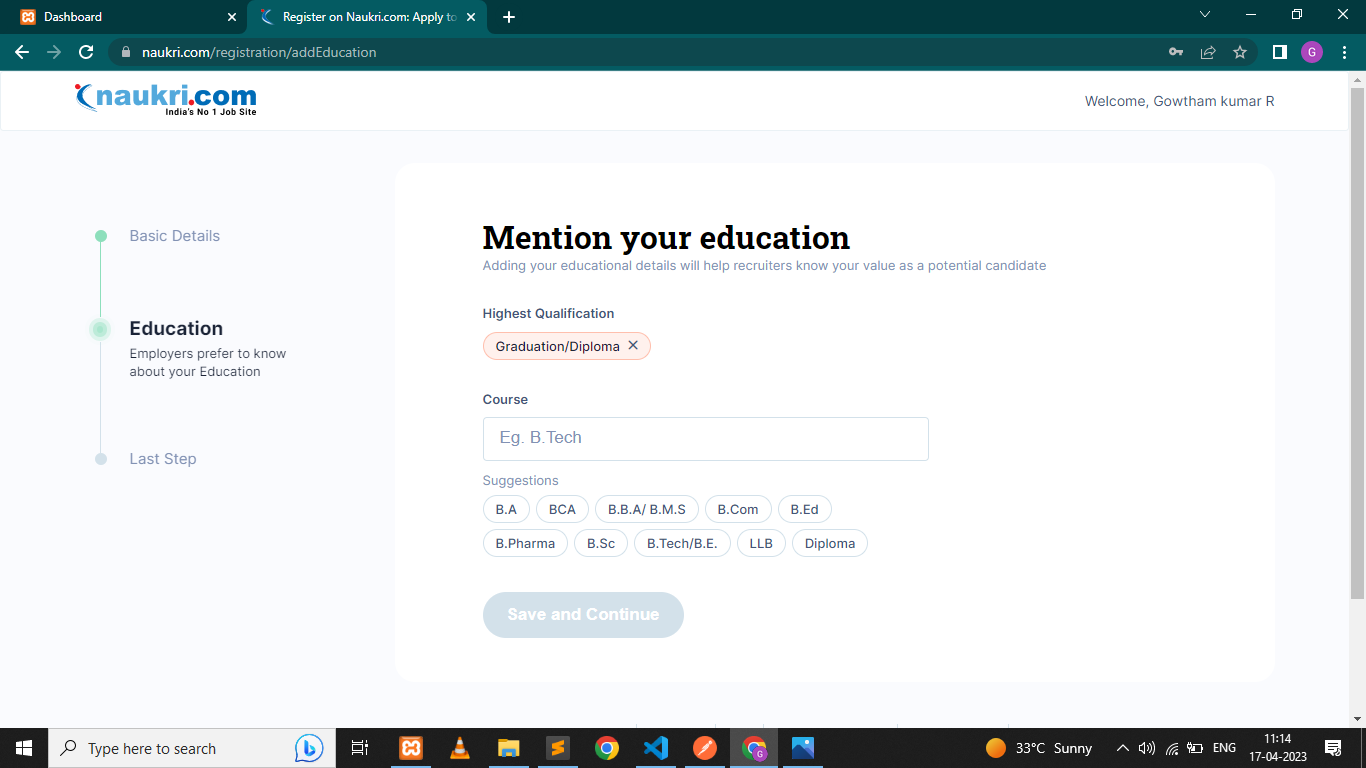 Dashboard
Register on Naukri.com: Apply to
naukri.com/registration/addEducation
G
naukri.com
India's No 1 Job Site
Welcome, Gowtham kumar R
Basic Details
Education
Employers prefer to know
about your Education
Last Step
Mention your education
Adding your educational details will help recruiters know your value as a potential candidate
Highest Qualification
Graduation/Diploma
Course
Eg. B.Tech
Suggestions
B.A BCA B.B.A/ B.M.S B.Com B.Ed
B.Pharma B.Sc B.Tech/B.E. LLB Diploma
Save and Continue
Type here to search
G
33°C Sunny
ENG
11:14
17-04-2023